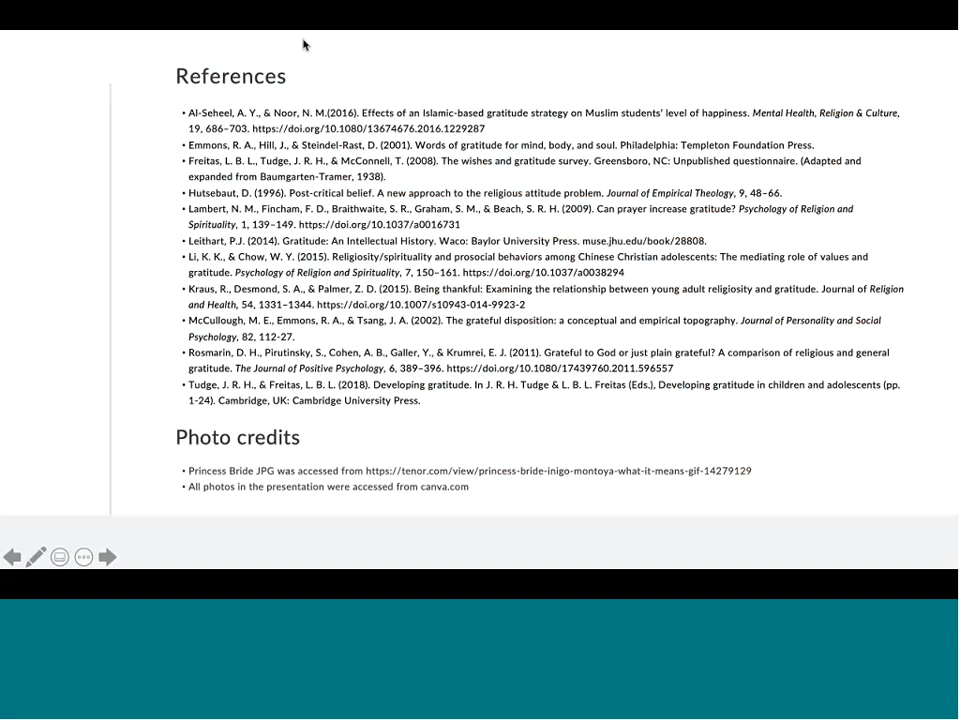 References
• Al-Seheel, A. Y., & Noor, N. M.(2016). Effects of an Islamic-based gratitude strategy on Muslim students' level of happiness. Mental Health, Religion & Culture,
19, 686–703. https://doi.org/10.1080/13674676.2016.1229287
• Emmons, R. A., Hill, J., & Steindel-Rast, D. (2001). Words of gratitude for mind, body, and soul. Philadelphia: Templeton Foundation Press.
• Freitas, L. B. L., Tudge, J. R. H., & McConnell, T. (2008). The wishes and gratitude survey. Greensboro, NC: Unpublished questionnaire. (Adapted and
expanded from Baumgarten-Tramer, 1938).
• Hutsebaut, D. (1996). Post-critical belief. A new approach to the religious attitude problem. Journal of Empirical Theology, 9, 48–66.
• Lambert, N. M., Fincham, F. D., Braithwaite, S. R., Graham, S. M., & Beach, S. R. H. (2009). Can prayer increase gratitude? Psychology of Religion and
Spirituality, 1, 139–149. https://doi.org/10.1037/a0016731
• Leithart, P.J. (2014). Gratitude: An Intellectual History. Waco: Baylor University Press. muse.jhu.edu/book/28808.
• Li, K. K., & Chow, W. Y. (2015). Religiosity/spirituality and prosocial behaviors among Chinese Christian adolescents: The mediating role of values and
gratitude. Psychology of Religion and Spirituality, 7, 150–161. https://doi.org/10.1037/a0038294
• Kraus, R., Desmond, S. A., & Palmer, Z. D. (2015). Being thankful: Examining the relationship between young adult religiosity and gratitude. Journal of Religion
and Health, 54, 1331–1344. https://doi.org/10.1007/s10943-014-9923-2
• McCullough, M. E., Emmons, R. A., & Tsang, J. A. (2002). The grateful disposition: a conceptual and empirical topography. Journal of Personality and Social
Psychology, 82, 112-27.
• Rosmarin, D. H., Pirutinsky, S., Cohen, A. B., Galler, Y., & Krumrei, E. J. (2011). Grateful to God or just plain grateful? A comparison of religious and general
gratitude. The Journal of Positive Psychology, 6, 389–396. https://doi.org/10.1080/17439760.2011.596557
• Tudge, J. R. H., & Freitas, L. B. L. (2018). Developing gratitude. In J. R. H. Tudge & L. B. L. Freitas (Eds.), Developing gratitude in children and adolescents (pp.
1-24). Cambridge, UK: Cambridge University Press.
Photo credits
• Princess Bride JPG was accessed from https://tenor.com/view/princess-bride-inigo-montoya-what-it-means-gif-14279129
• All photos in the presentation were accessed from canva.com